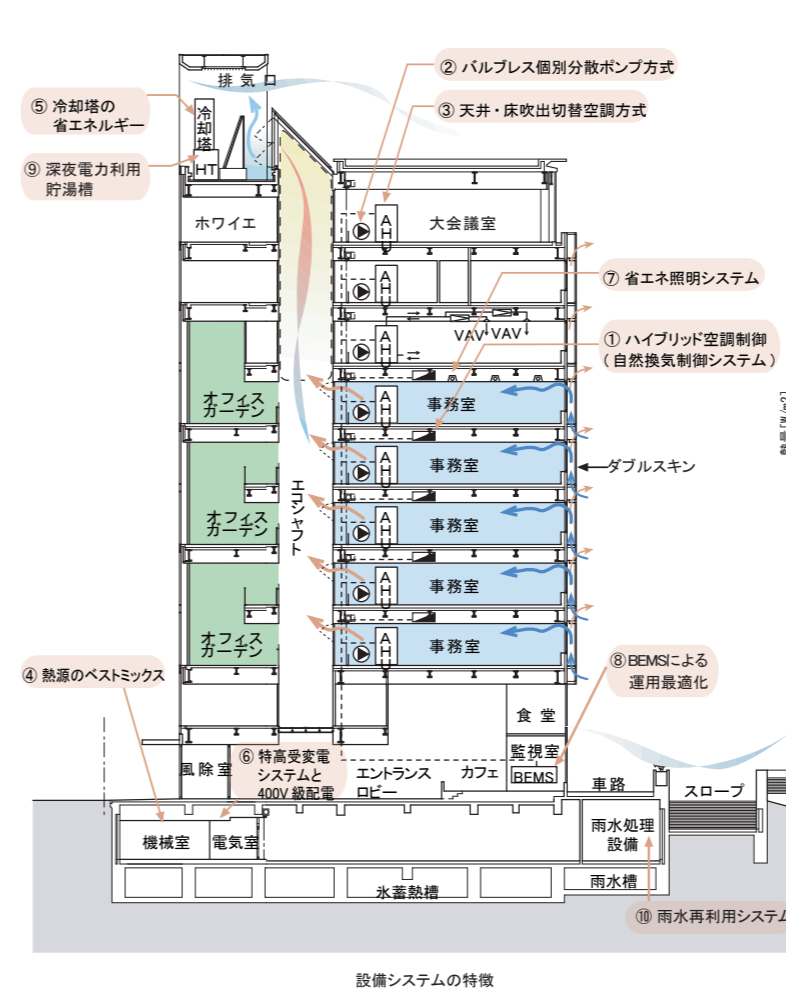 排気口
② バルブレス個別分散ポンプ方式
③ 天井・床吹出切替空調方式
⑤ 冷却塔の
省エネルギー
冷却塔
HT
⑨ 深夜電力利用
貯湯槽
ホワイエ
AHU
大会議室
AHU
⑦ 省エネ照明システム
AHU
VAV
VAV
① ハイブリッド空調制御
(自然換気制御システム)
オフィス
ガーデン
AHU
事務室
AHU
事務室
ダブルスキン
エコシャフト
オフィス
ガーデン
AHU
事務室
AHU
事務室
オフィス
ガーデン
AHU
事務室
④ 熱源のベストミックス
⑧ BEMSによる
運用最適化
食堂
監視室
BEMS
風除室
⑥ 特高受変電
システムと
400V 級配電
エントランス
ロビー
カフェ
車路
スロープ
機械室
電気室
雨水処理
設備
氷蓄熱槽
雨水槽
⑩ 雨水再利用システム
設備システムの特徴